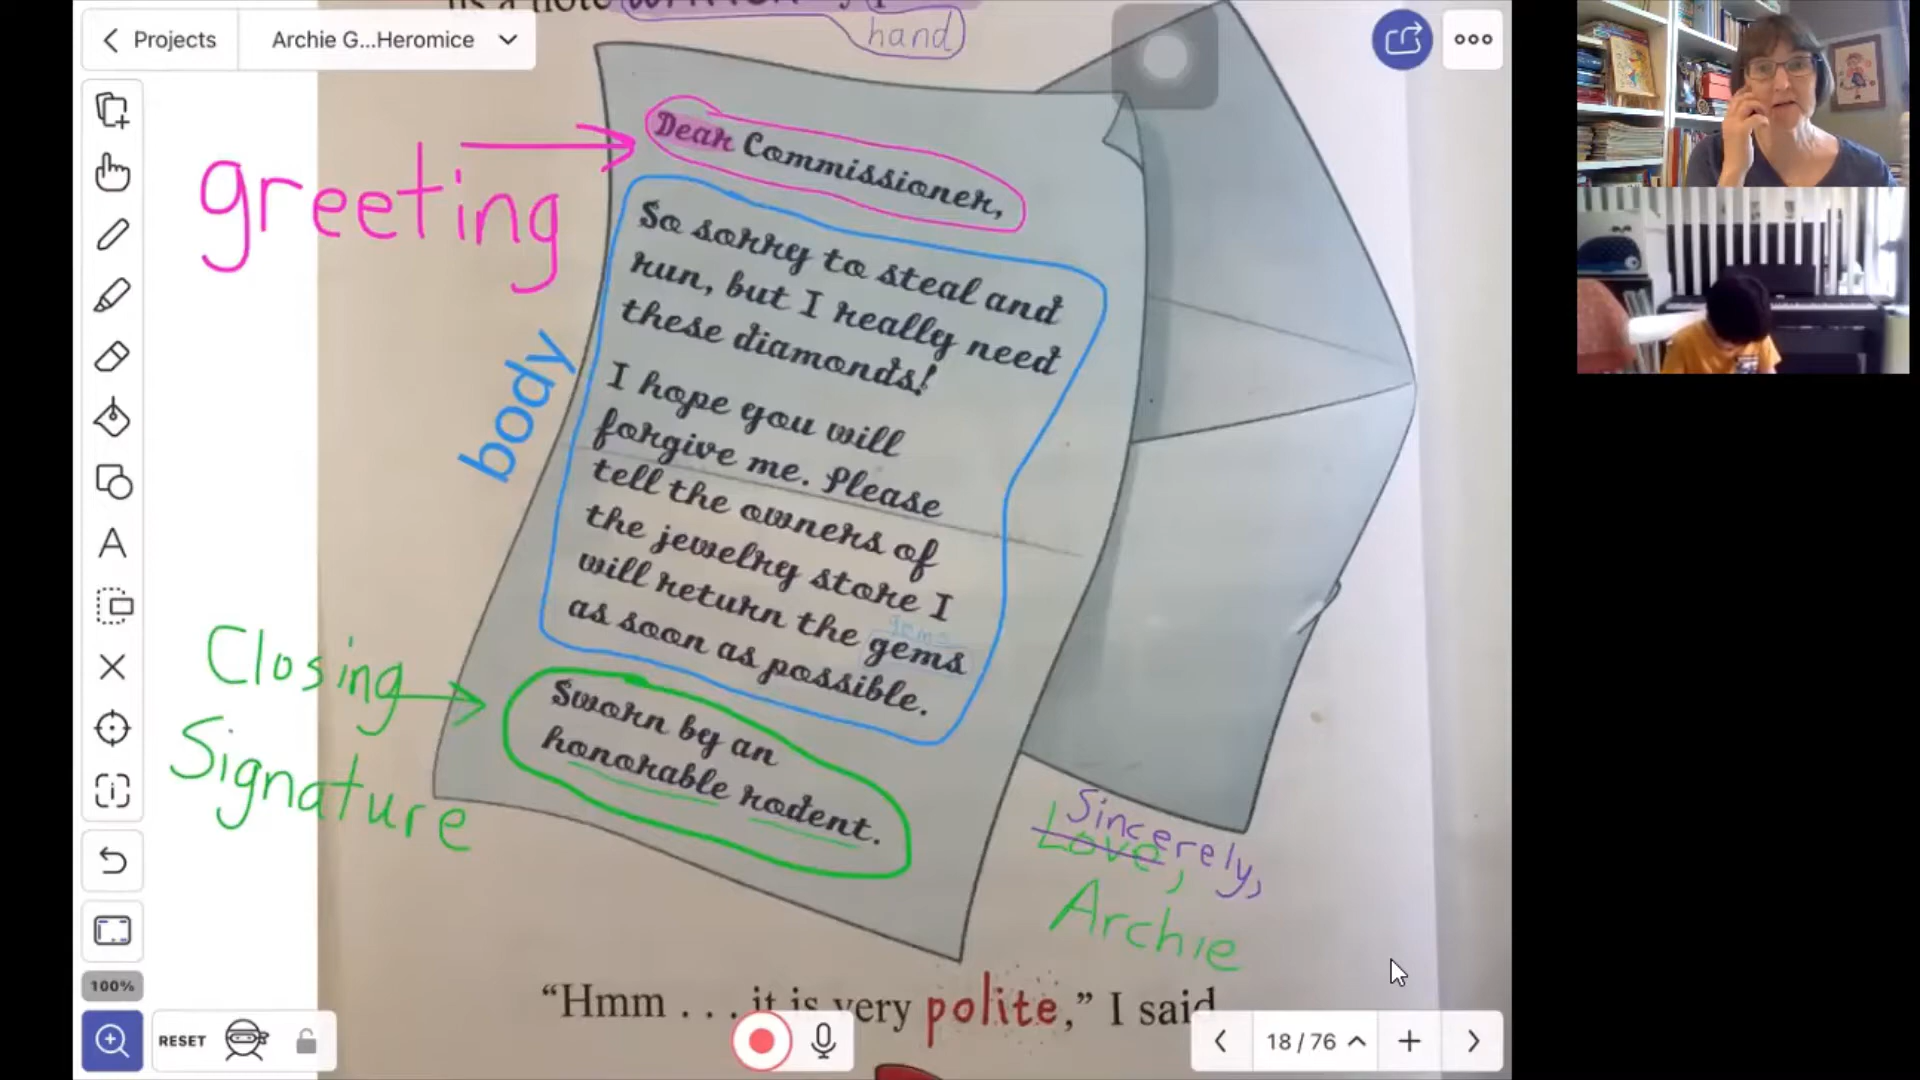 Projects
Archie G...Heromice
hand
greeting
Dear Commissioner,
So sorry to steal and
run, but I really need
these diamonds!
I hope you will
forgive me. Please
tell the owners of
the jewelry store I
will return the gems
gems
as soon as possible.
body
Closing
Signature
Sworn by an
honorable rodent.
Sincerely,
Love,
Archie
"Hmm . . . it is very polite," I said
100%
RESET
18 / 76